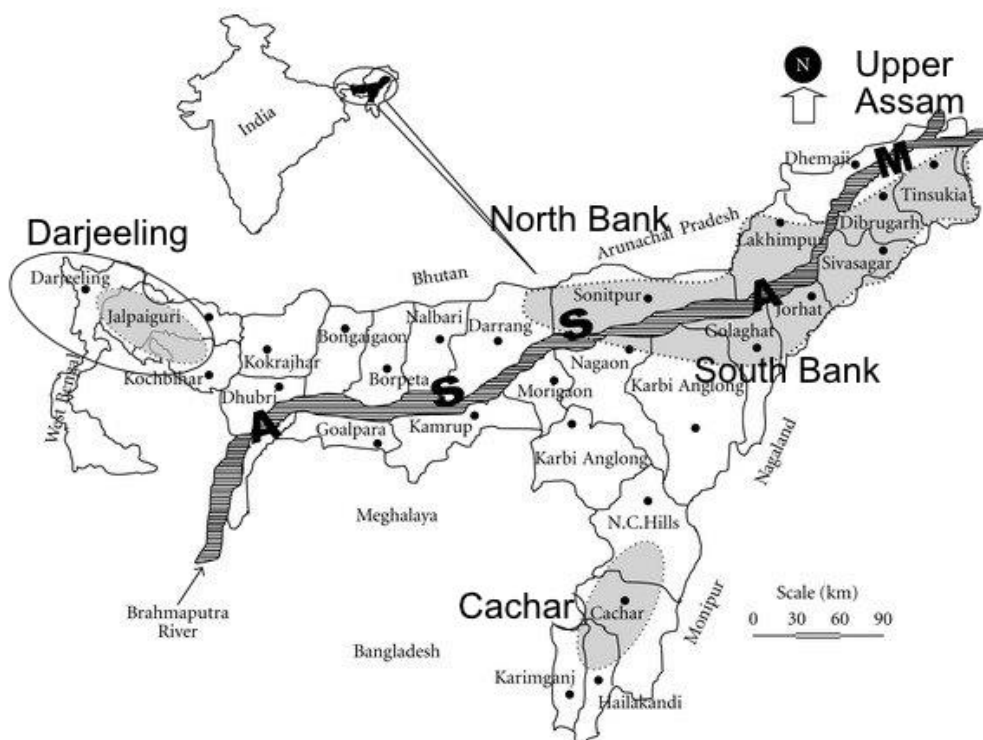 N
Upper
Assam
India
Dhemaji
M
Tinsukia
North Bank
Dibrugarh
Arunachal Pradesh
Lakhimpur
Darjeeling
Sivasagar
Bhutan
Darjeeling
Sonitpur
A
Jorhat
Jalpaiguri
Nalbari
Darrang
S
Golaghat
Bongaigaon
Kokrajhar
Nagaon
South Bank
Kochbihar
Borpeta
Karbi Anglong
Dhubri
S
Morigaon
West Bengal
A
Goalpara
Kamrup
Nagaland
Karbi Anglong
Meghalaya
N.C.Hills
Brahmaputra
River
Cachar
Cachar
Monipur
Scale (km)
0 30 60 90
Bangladesh
Karimganj
Hailakandi